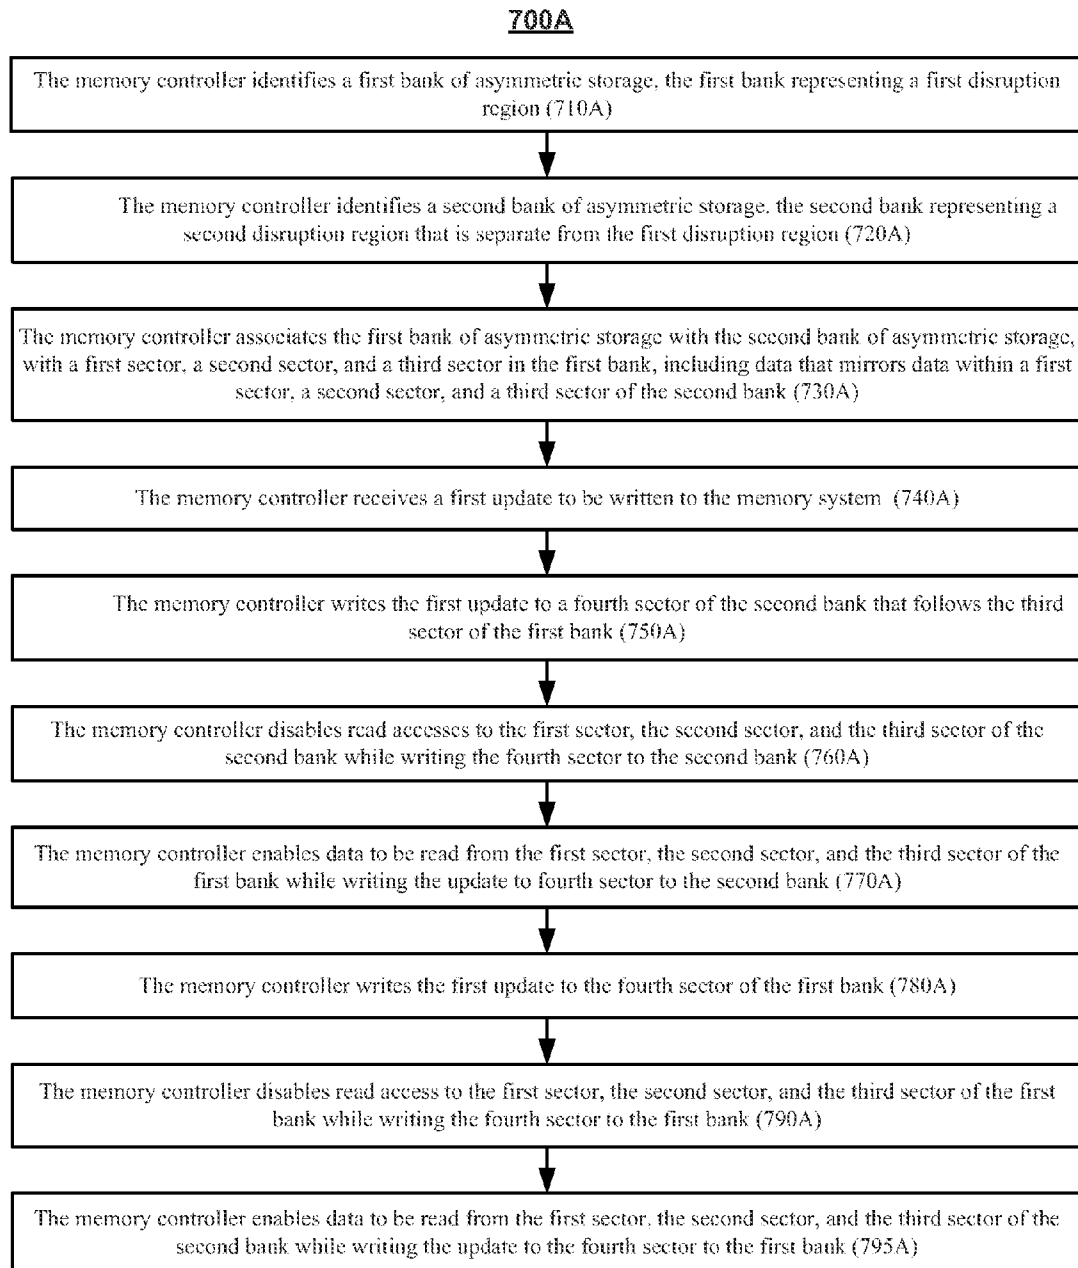 700A
The memory controller identifies a first bank of asymmetric storage, the first bank representing a first disruption
region (710A)
The memory controller identifies a second bank of asymmetric storage. the second bank representing a
second disruption region that is separate from the first disruption region (720A)
The memory controller associates the first bank of asymmetric storage with the second bank of asymmetric storage,
with a first sector, a second sector, and a third sector in the first bank, including data that mirrors data within a first
sector, a second sector, and a third sector of the second bank (730A)
The memory controller receives a first update to be written to the memory system (740A)
The memory controller writes the first update to a fourth sector of the second bank that follows the third
sector of the first bank (750A)
The memory controller disables read accesses to the first sector, the second sector, and the third sector of the
second bank while writing the fourth sector to the second bank (760A)
The memory controller enables data to be read from the first sector, the second sector, and the third sector of the
first bank while writing the update to fourth sector to the second bank (770A)
The memory controller writes the first update to the fourth sector of the first bank (780A)
The memory controller disables read access to the first sector, the second sector, and the third sector of the first
bank while writing the fourth sector to the first bank (790A)
The memory controller enables data to be read from the first sector, the second sector, and the third sector of the
second bank while writing the update to the fourth sector to the first bank (795A)